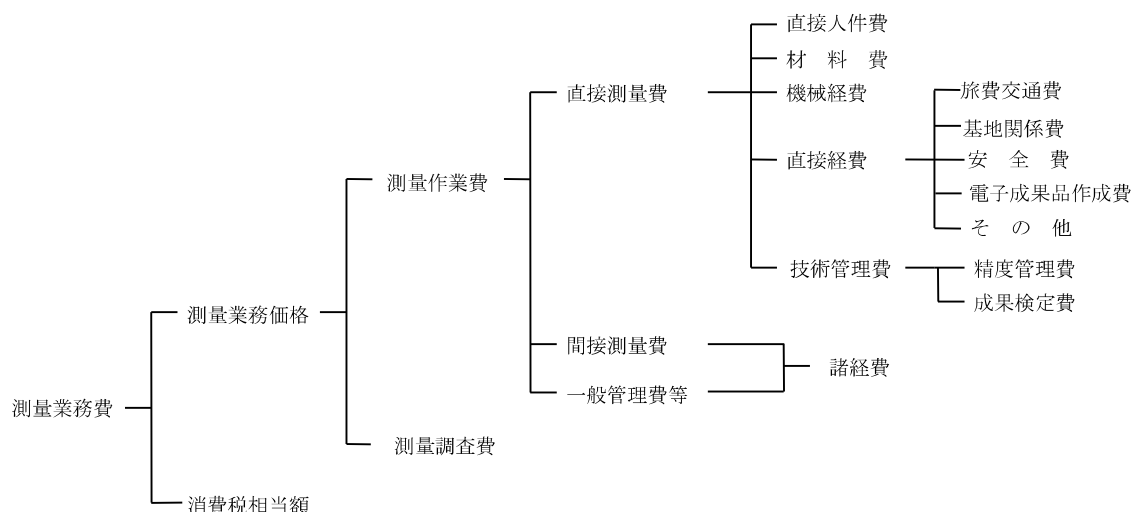 直接人件費
材 料 費
機械経費
直接測量費
旅費交通費
基地関係費
直接経費
安 全 費
測量作業費
電子成果品作成費
そ の 他
技術管理費
精度管理費
成果検定費
測量業務価格
間接測量費
諸経費
一般管理費等
測量業務費
測量調査費
消費税相当額